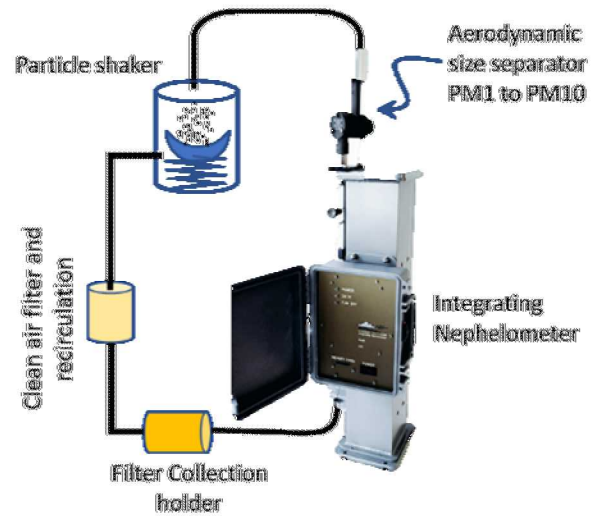 Particle shaker
Aerodynamic
size separator
PM1 to PM10
Clean air filter and
recirculation
Integrating
Nephelometer
Filter Collection
holder